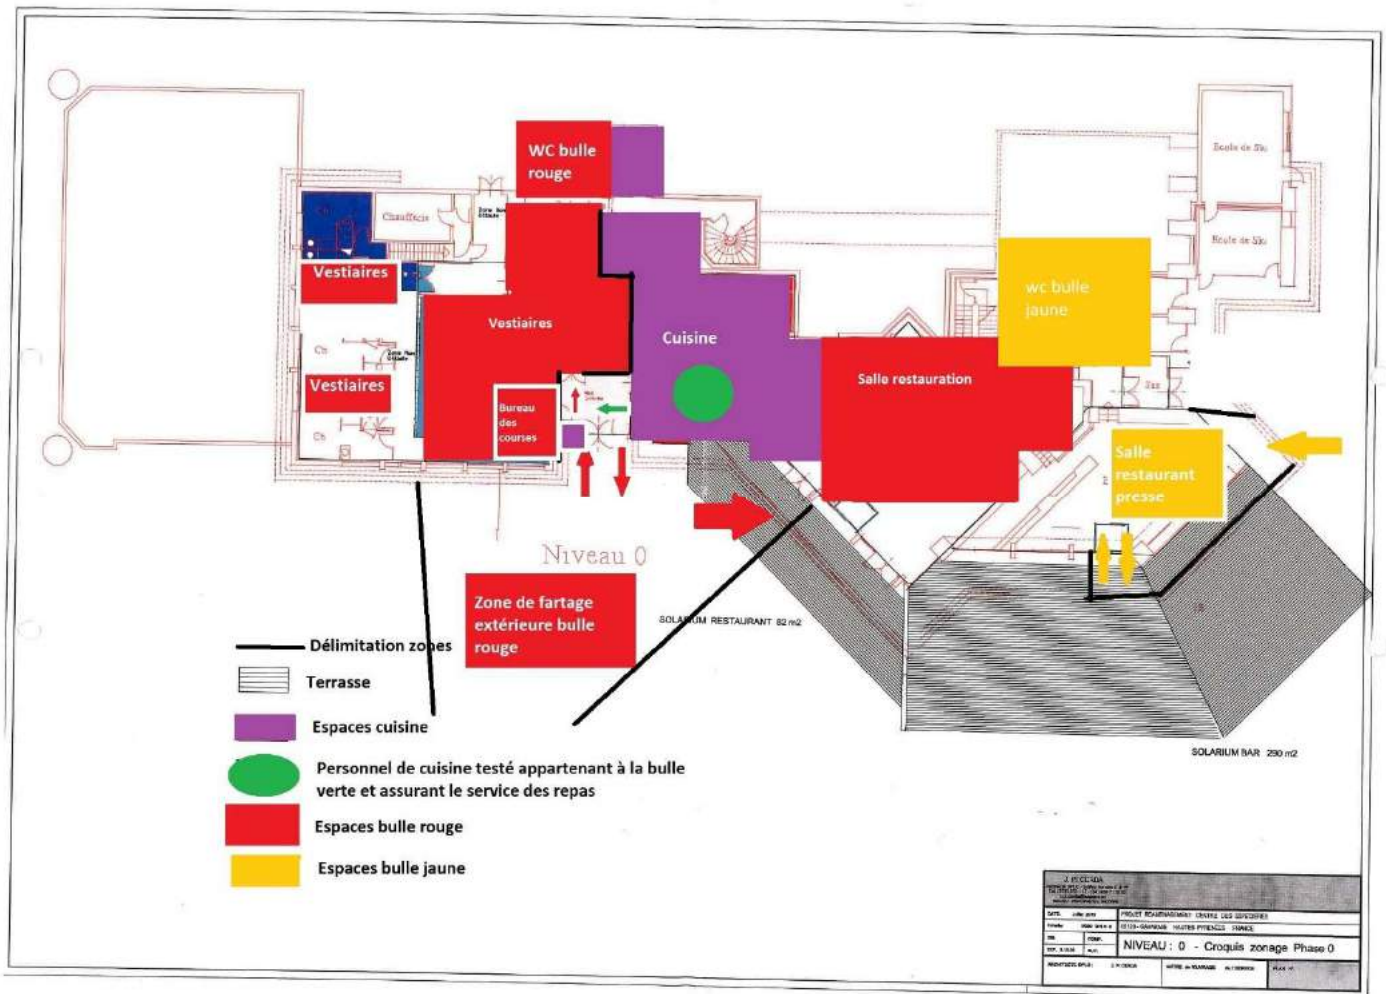 WC bulle
rouge
Ecole de Ski
Chaufferie
Ecole de Ski
Vestiaires
wc bulle
jaune
Vestiaires
Cuisine
Salle restauration
Vestiaires
Ch
Bureau
des
courses
Sas
Ch
Salle
restaurant
presse
Niveau 0
Zone de fartage
extérieure bulle
rouge
SOLARIUM RESTAURANT 82 m2
Délimitation zones
Terrasse
Espaces cuisine
SOLARIUM BAR 290 m2
Personnel de cuisine testé appartenant à la bulle
verte et assurant le service des repas
Espaces bulle rouge
Espaces bulle jaune
NIVEAU : 0 - Croquis zonage Phase 0